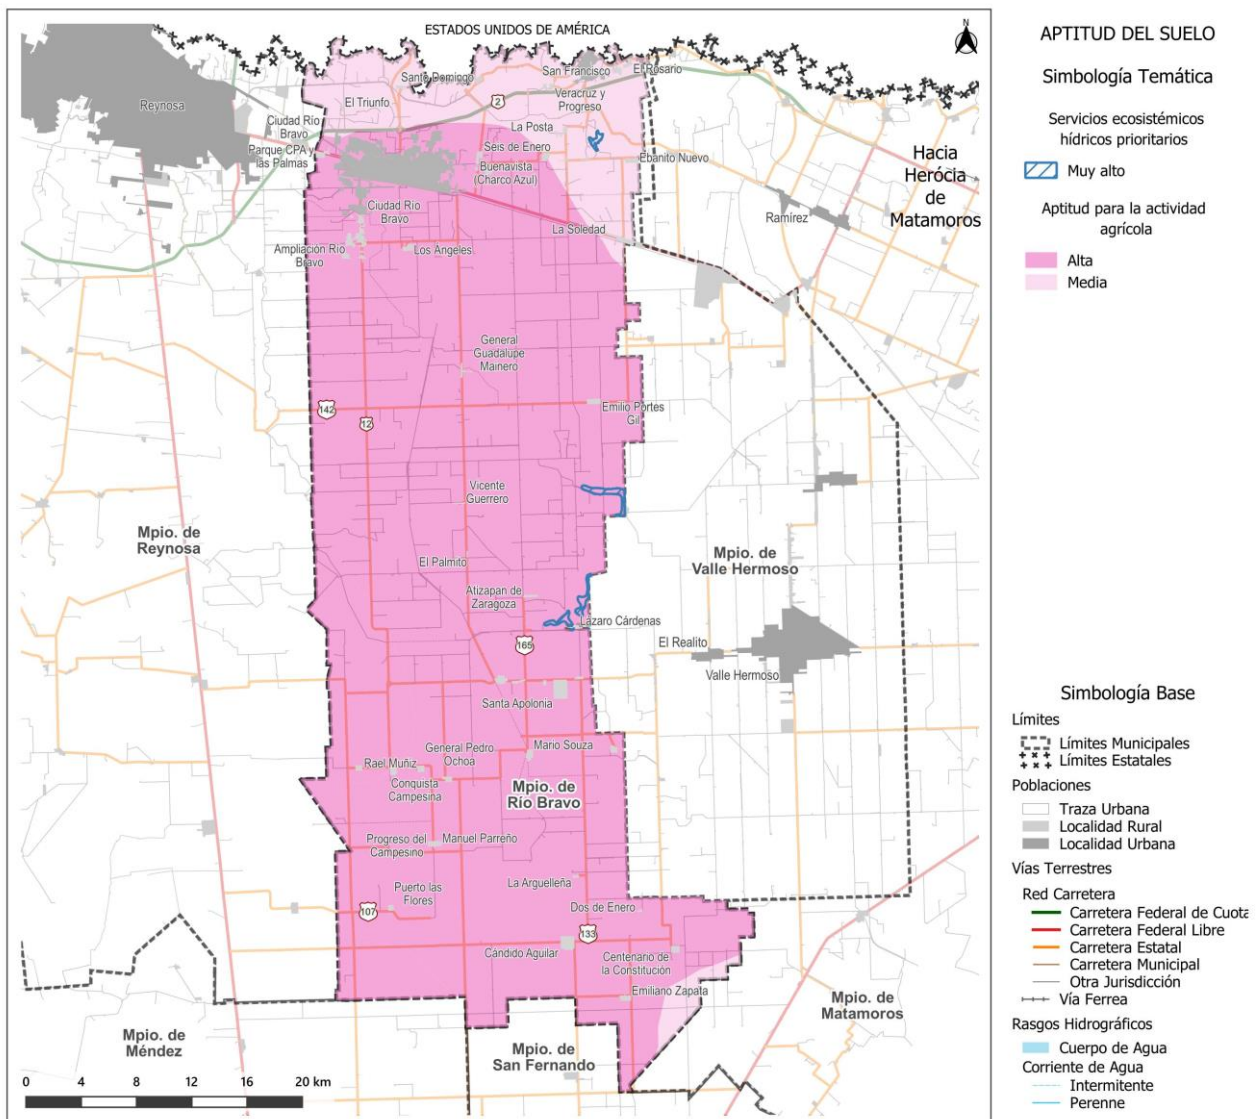 ESTADOS UNIDOS DE AMÉRICA
N
Santo Domingo
San Francisco
El Rosario
El Triunfo
2
Veracruz y
Progreso
Reynosa
Ciudad Río
Bravo
La Posta
Parque CPA y
las Palmas
Seis de Enero
Ebanito Nuevo
Buenavista
(Charco Azul)
Hacia
Herócia
de
Matamoros
Ciudad Río
Bravo
Ramírez
La Soledad
Ampliación Río
Bravo
Los Angeles
General
Guadalupe
Mainero
142
12
Emilio Portes
Gil
Vicente
Guerrero
Mpio. de
Reynosa
El Palmito
Mpio. de
Valle Hermoso
Atizapan de
Zaragoza
Lázaro Cárdenas
165
El Realito
Valle Hermoso
Santa Apolonia
General Pedro
Ochoa
Mario Souza
Rael Muñiz
Conquista
Campesina
Mpio. de
Río Bravo
Progreso del
Campesino
Manuel Parreño
La Arguelleña
Puerto las
Flores
107
Dos de Enero
133
Cándido Aguilar
Centenario de
la Constitución
Emiliano Zapata
Mpio. de
Matamoros
Mpio. de
Méndez
Mpio. de
San Fernando
0 4 8 12 16 20 km
APTITUD DEL SUELO
Simbología Temática
Servicios ecosistémicos
hídricos prioritarios
Muy alto
Aptitud para la actividad
agrícola
Alta
Media
Simbología Base
Límites
Límites Municipales
Límites Estatales
Poblaciones
Traza Urbana
Localidad Rural
Localidad Urbana
Vías Terrestres
Red Carretera
Carretera Federal de Cuota
Carretera Federal Libre
Carretera Estatal
Carretera Municipal
Otra Jurisdicción
Vía Ferrea
Rasgos Hidrográficos
Cuerpo de Agua
Corriente de Agua
Intermitente
Perenne